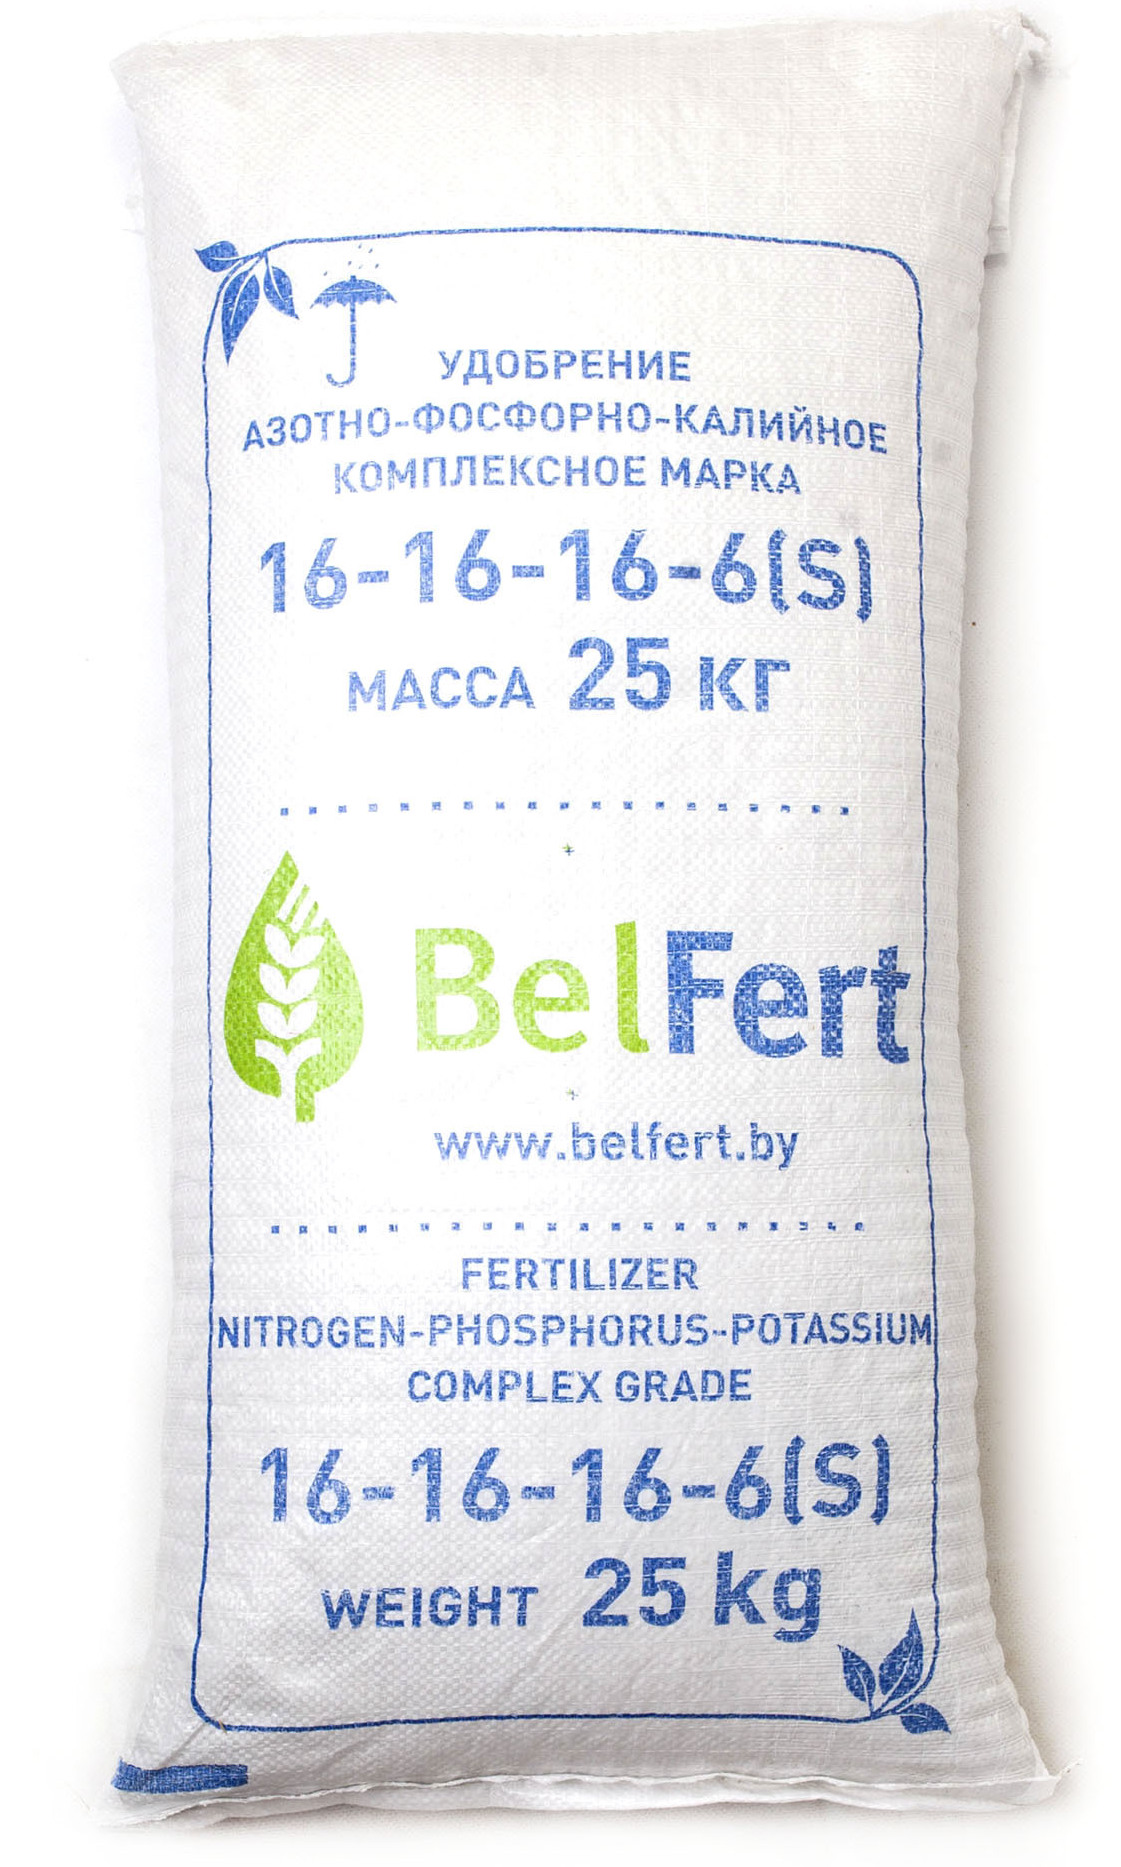 УДОБРЕНИЕ
АЗОТНО-ФОСФОРНО-КАЛИЙНОЕ
КОМПЛЕКСНОЕ МАРКА
16-16-16-6(S)
МАССА 25 КГ
BelFert
www.belfert.by
FERTILIZER
NITROGEN-PHOSPHORUS-POTASSIUM
COMPLEX GRADE
16-16-16-6(S)
WEIGHT 25 kg